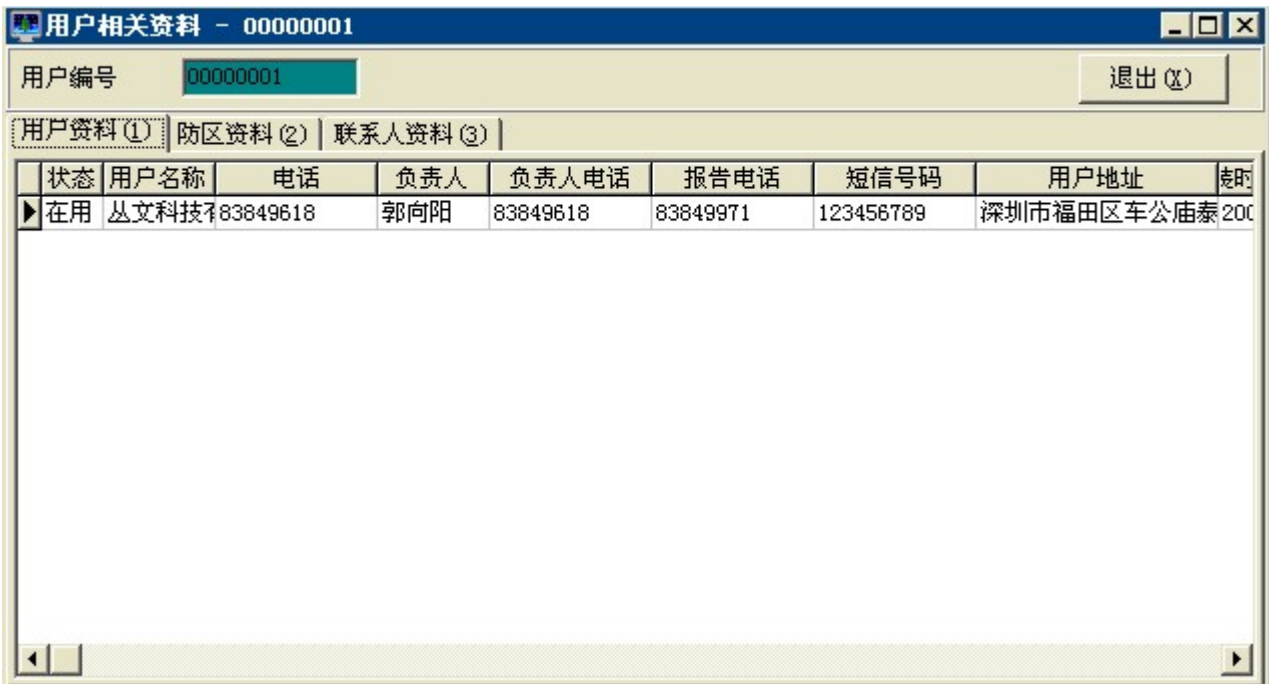 用户相关资料 - 00000001
用户编号 00000001 退出(X)
用户资料(1) 防区资料(2) 联系人资料(3)
状态 用户名称 电话 负责人 负责人电话 报告电话 短信号码 用户地址 时
在用 丛文科技 83849618 郭向阳 83849618 83849971 123456789 深圳市福田区车公庙泰 200